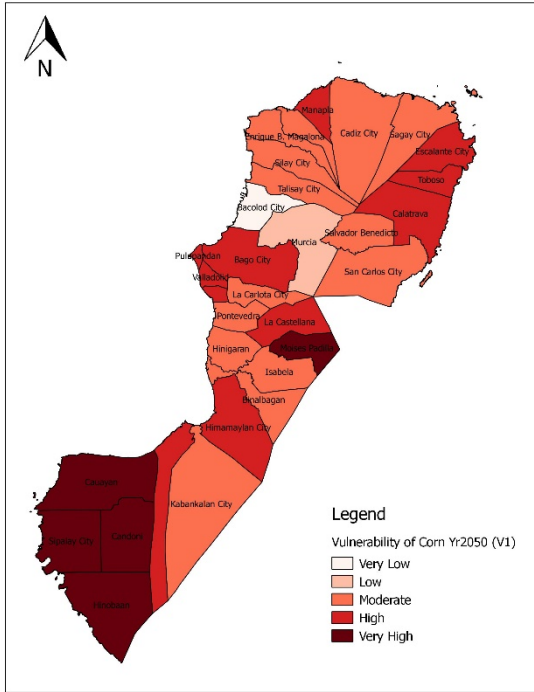 N
Manapla
Enrique B. Magalona
Cadiz City
Sagay City
Escalante City
Silay City
Toboso
Talisay City
Bacolod City
Calatrava
Salvador Benedicto
Murcia
Pulupandan
Bago City
San Carlos City
Valladolid
La Carlota City
Pontevedra
La Castellana
Moises Padilla
Hinigaran
Isabela
Binalbagan
Himamaylan City
Cauayan
Kabankalan City
Sipalay City
Candoni
Hinobaan
Legend
Vulnerability of Corn Yr2050 (V1)
Very Low
Low
Moderate
High
Very High